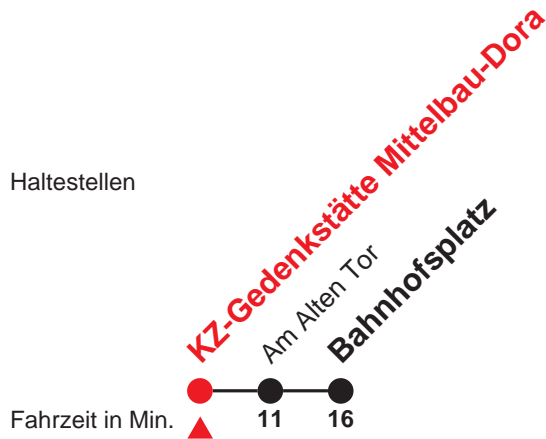 Haltestellen
KZ-Gedenkstätte Mittelbau-Dora
Am Alten Tor
Bahnhofsplatz
Fahrzeit in Min.
11
16